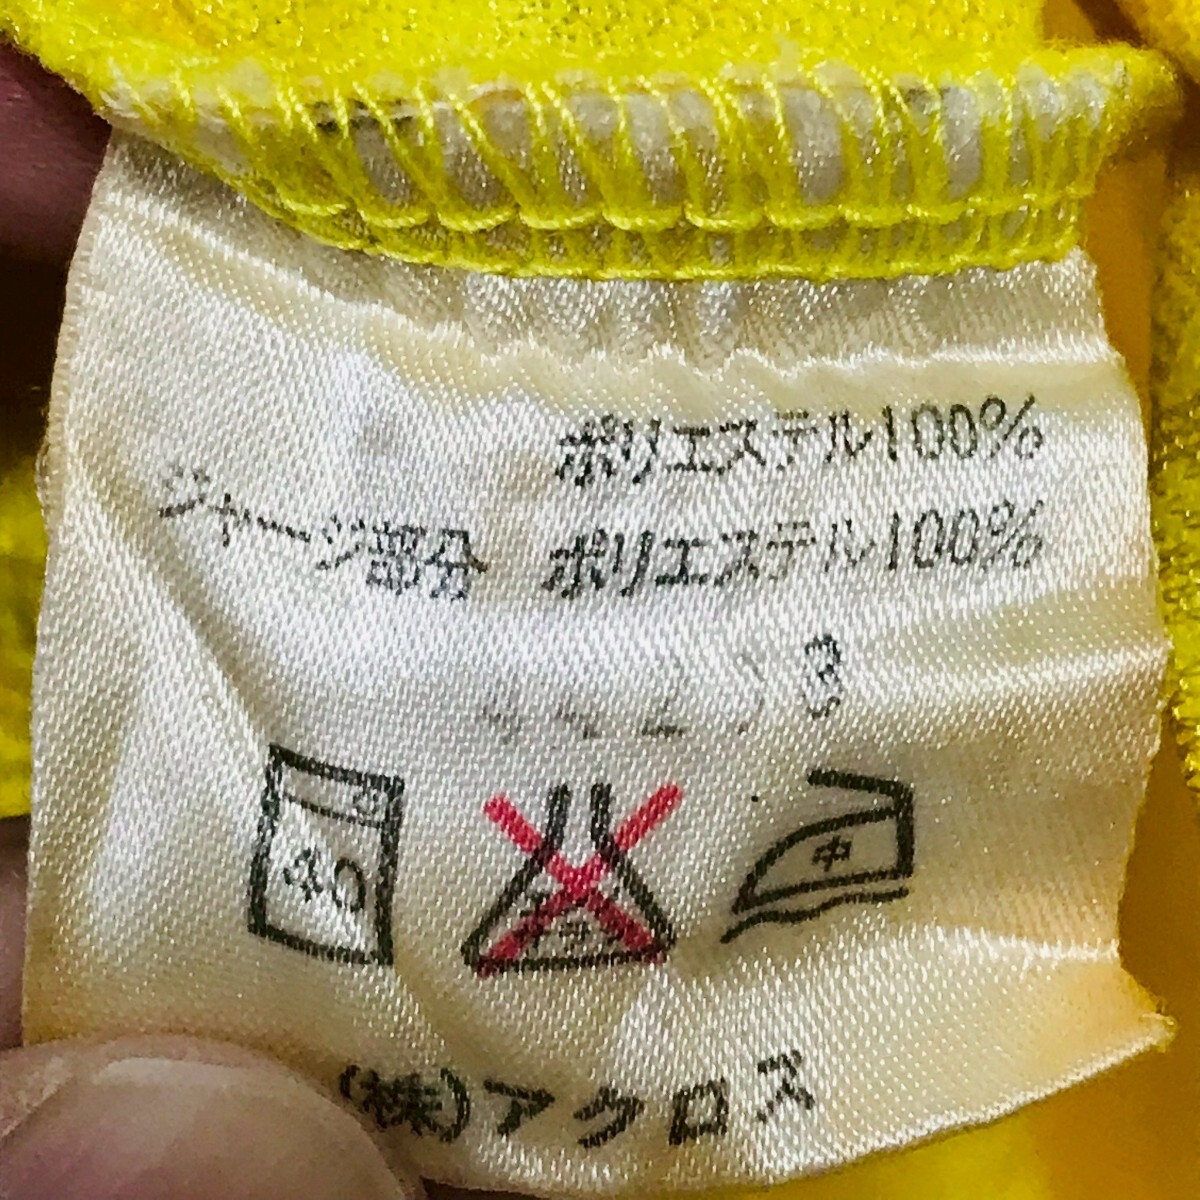 ポリエステル100%
ジャージ部分 ポリエステル100%
40
中
(株)アクロス